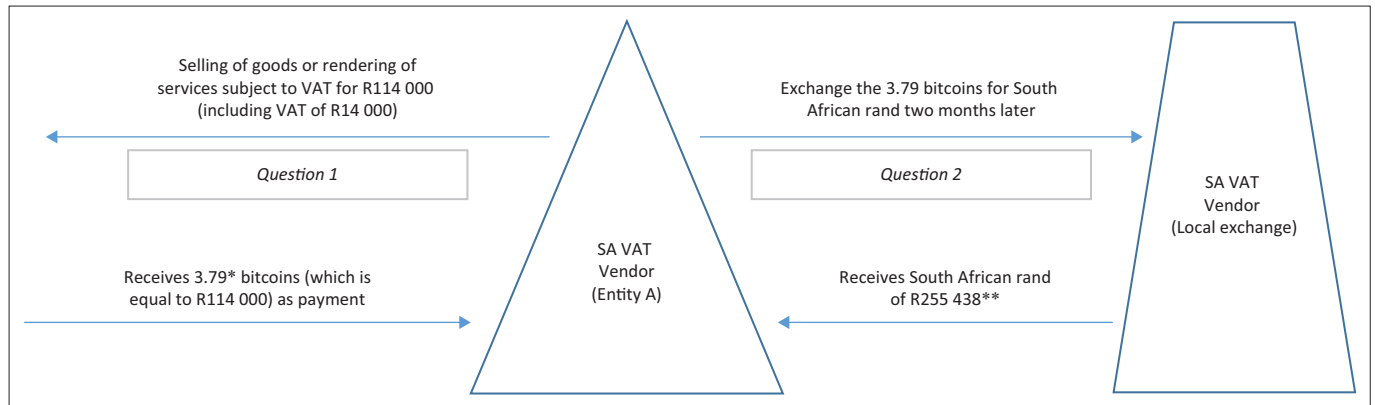 Selling of goods or rendering of
services subject to VAT for R114 000
(including VAT of R14 000)
Question 1
Receives 3.79* bitcoins (which is
equal to R114 000) as payment
SA VAT
Vendor
(Entity A)
Exchange the 3.79 bitcoins for South
African rand two months later
Question 2
Receives South African rand
of R255 438**
SA VAT
Vendor
(Local exchange)